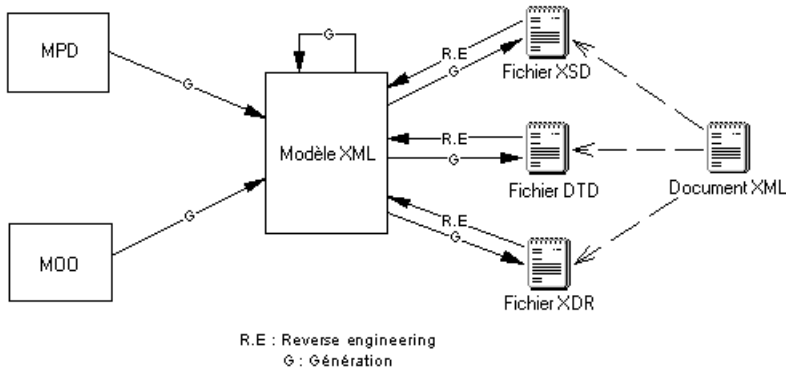 MPD
G
G
R.E
G
Fichier XSD
G
Modèle XML
R.E
G
Fichier DTD
Document XML
MOO
G
R.E
G
Fichier XDR
R.E : Reverse engineering
G : Génération